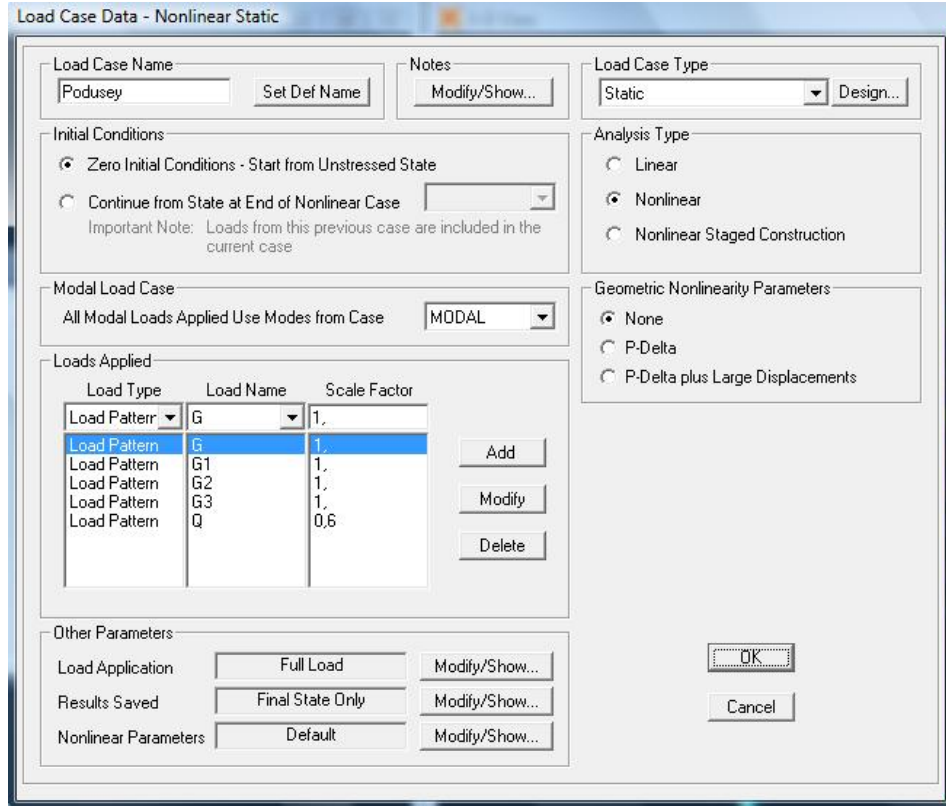 Load Case Data - Nonlinear Static
Load Case Name
Podusey
Set Def Name
Notes
Modify/Show...
Load Case Type
Static
Design...
Initial Conditions
Zero Initial Conditions - Start from Unstressed State
Continue from State at End of Nonlinear Case
Important Note: Loads from this previous case are included in the
current case
Analysis Type
Linear
Nonlinear
Nonlinear Staged Construction
Modal Load Case
All Modal Loads Applied Use Modes from Case
MODAL
Geometric Nonlinearity Parameters
None
P-Delta
P-Delta plus Large Displacements
Loads Applied
Load Type Load Name Scale Factor
Load Pattern G 1,
Load Pattern G 1,
Load Pattern G1 1,
Load Pattern G2 1,
Load Pattern G3 1,
Load Pattern Q 0,6
Add
Modify
Delete
Other Parameters
Load Application Full Load Modify/Show...
Results Saved Final State Only Modify/Show...
Nonlinear Parameters Default Modify/Show...
OK
Cancel